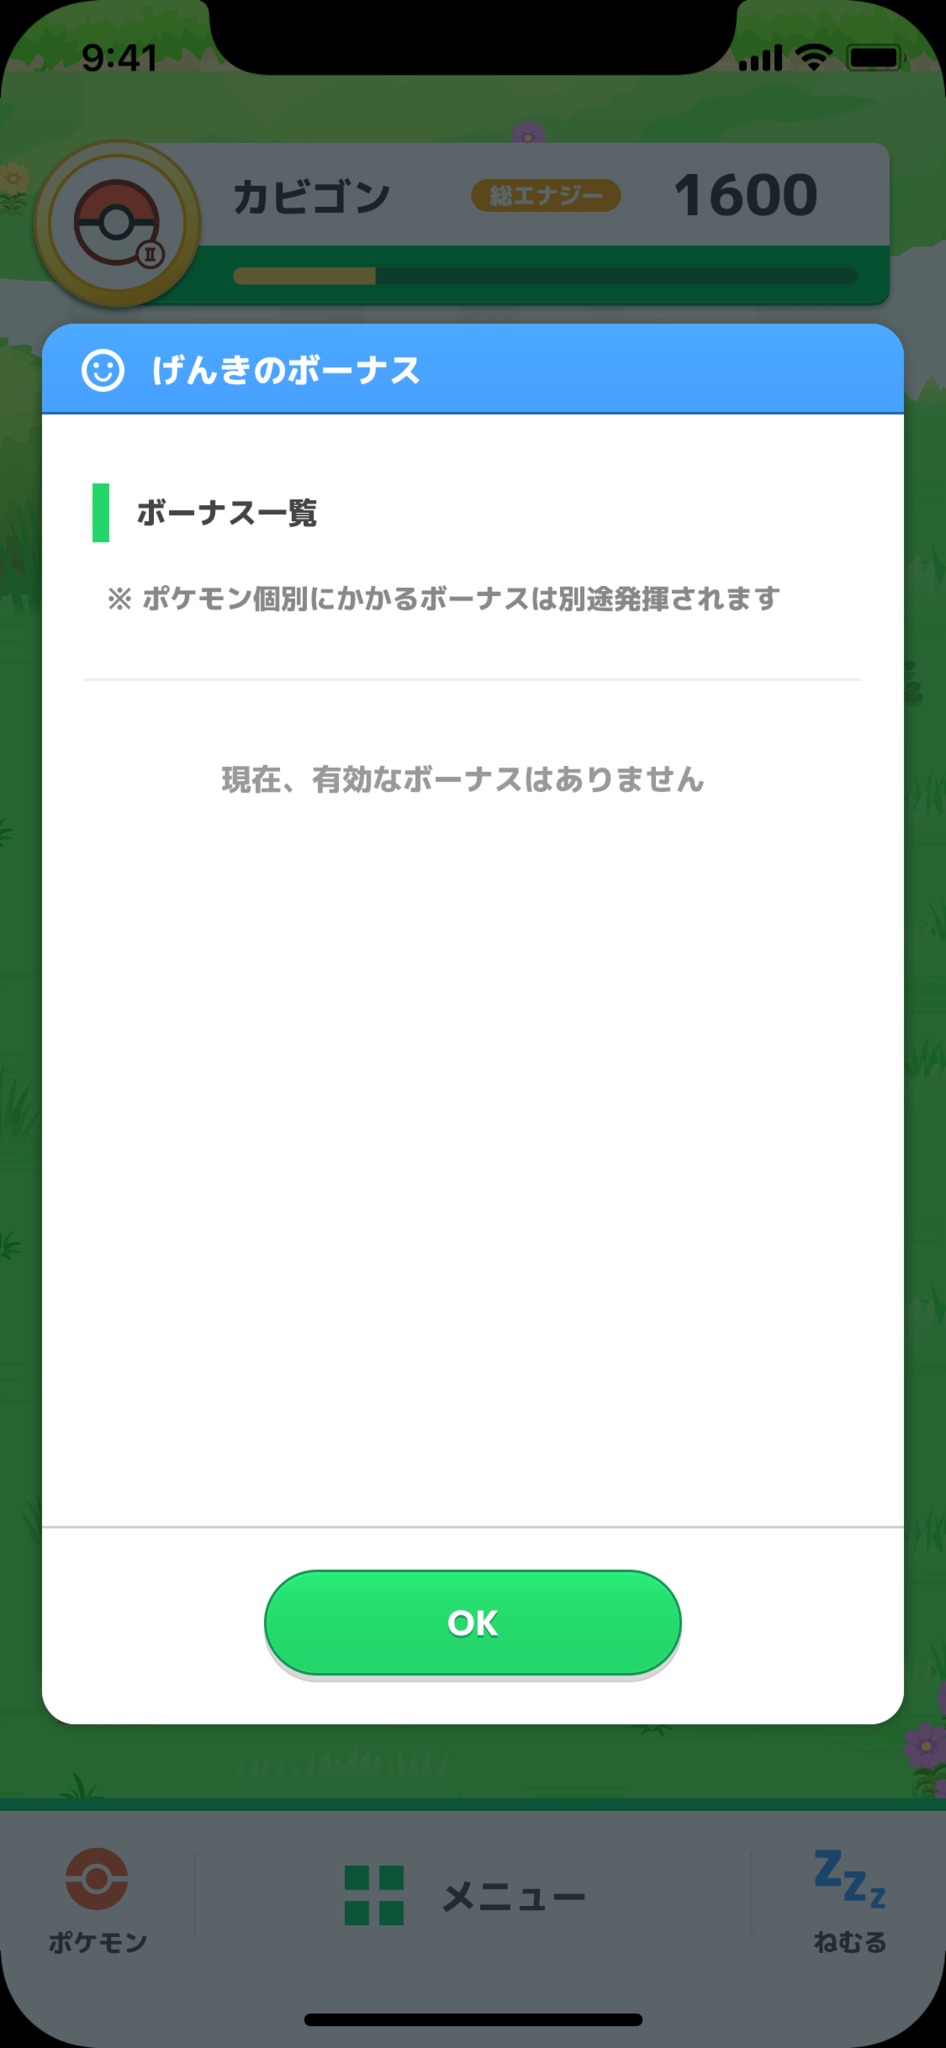 9:41
カビゴン
総エナジー
1600
II
げんきのボーナス
ボーナス一覧
※ ポケモン個別にかかるボーナスは別途発揮されます
現在、有効なボーナスはありません
OK
ポケモン
メニュー
zzz
ねむる